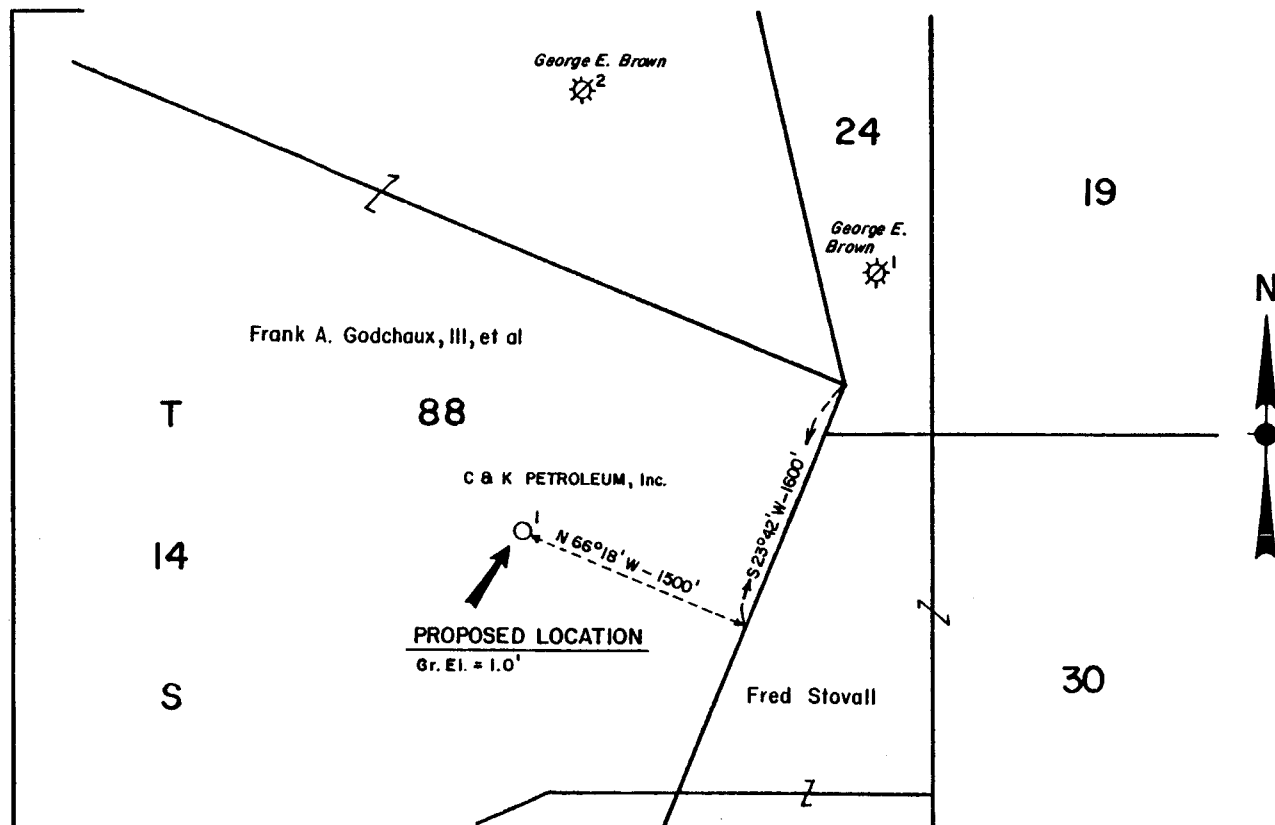 George E. Brown
2
24
19
George E.
Brown
1
N
Frank A. Godchaux, III, et al
T
88
C & K PETROLEUM, Inc.
1
S 23°42' W-1600'
N 66°18' W-1500'
14
PROPOSED LOCATION
Gr. El. = 1.0'
S
Fred Stovall
30